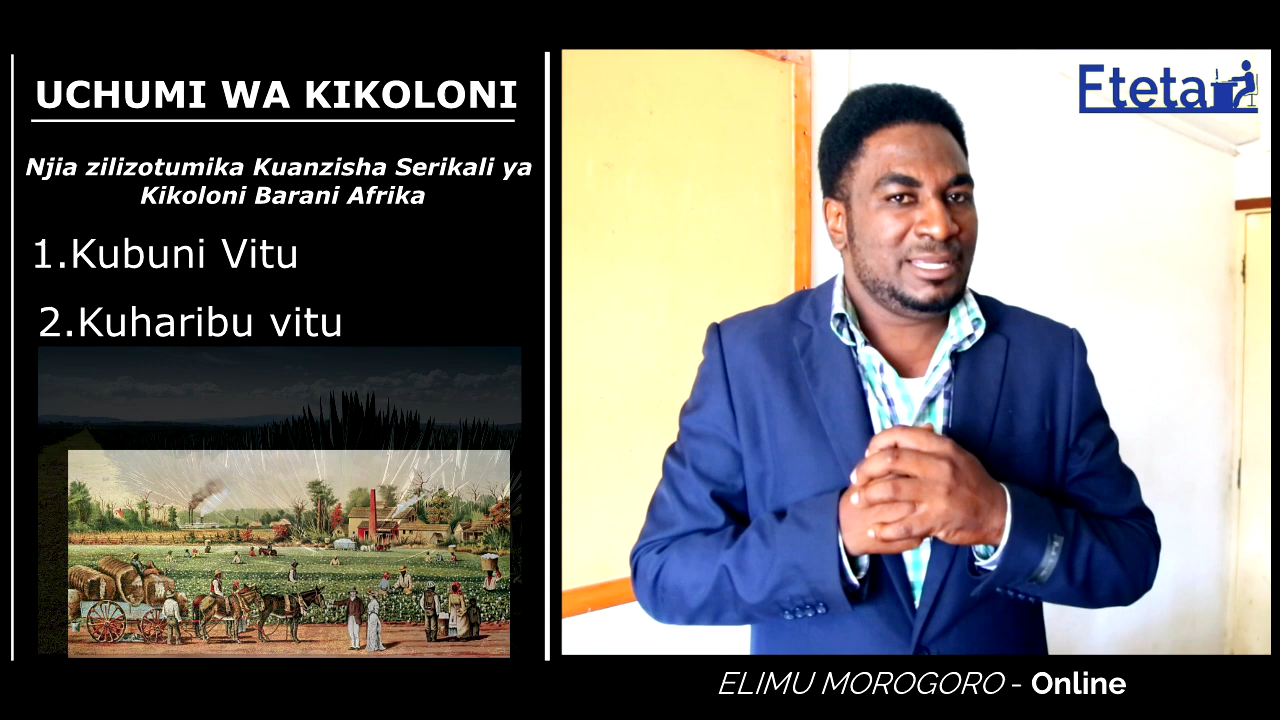 UCHUMI WA KIKOLONI
Njia zilizotumika Kuanzisha Serikali ya
Kikoloni Barani Afrika
1.Kubuni Vitu
2.Kuharibu vitu
Eteta
ELIMU MOROGORO - Online